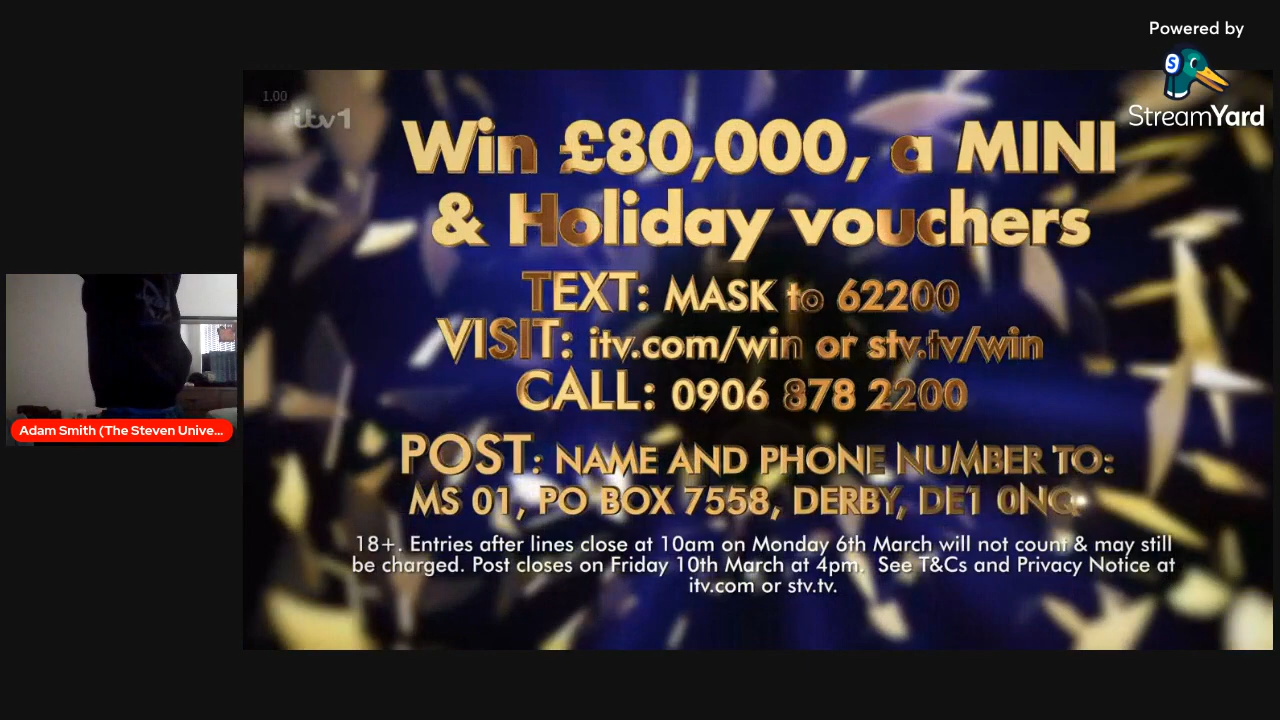 Powered by
StreamYard
1.00
itv1
Win £80,000, a MINI
& Holiday vouchers
TEXT: MASK to 62200
VISIT: itv.com/win or stv.tv/win
CALL: 0906 878 2200
POST: NAME AND PHONE NUMBER TO:
MS 01, PO BOX 7558, DERBY, DE1 0NQ
18+. Entries after lines close at 10am on Monday 6th March will not count & may still
be charged. Post closes on Friday 10th March at 4pm. See T&Cs and Privacy Notice at
itv.com or stv.tv.
Adam Smith (The Steven Unive...